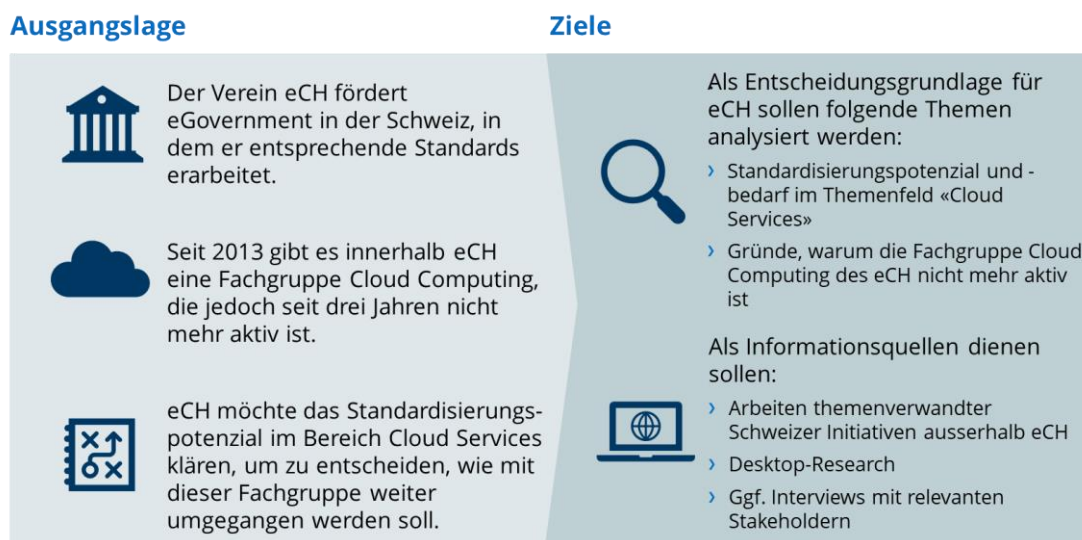 Ausgangslage
Der Verein eCH fördert
eGovernment in der Schweiz, in
dem er entsprechende Standards
erarbeitet.
Seit 2013 gibt es innerhalb eCH
eine Fachgruppe Cloud Computing,
die jedoch seit drei Jahren nicht
mehr aktiv ist.
eCH möchte das Standardisierungs-
potenzial im Bereich Cloud Services
klären, um zu entscheiden, wie mit
dieser Fachgruppe weiter
umgegangen werden soll.
Ziele
Als Entscheidungsgrundlage für
eCH sollen folgende Themen
analysiert werden:
› Standardisierungspotenzial und -
bedarf im Themenfeld «Cloud
Services»
› Gründe, warum die Fachgruppe Cloud
Computing des eCH nicht mehr aktiv
ist
Als Informationsquellen dienen
sollen:
› Arbeiten themenverwandter
Schweizer Initiativen ausserhalb eCH
› Desktop-Research
› Ggf. Interviews mit relevanten
Stakeholdern